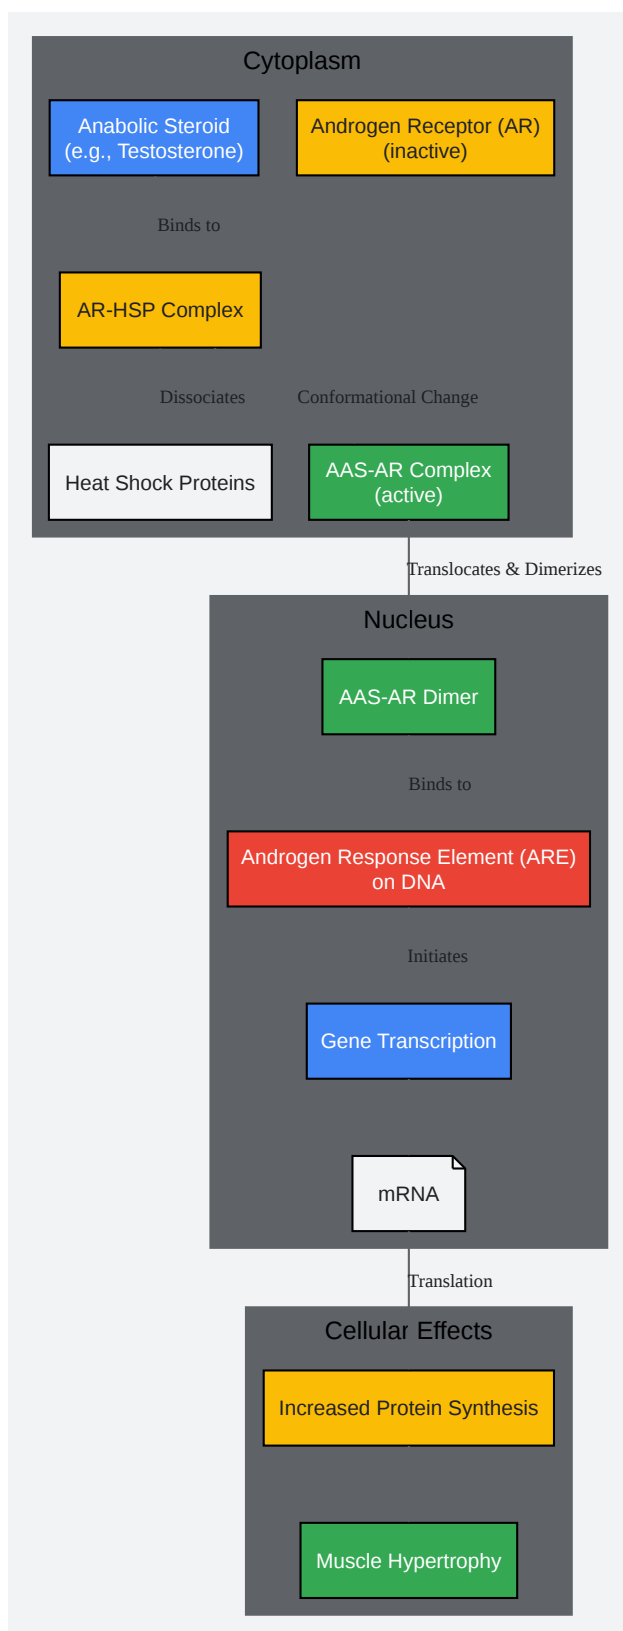 Cytoplasm
Anabolic Steroid
(e.g., Testosterone)
Androgen Receptor (AR)
(inactive)
Binds to
AR-HSP Complex
Dissociates
Conformational Change
Heat Shock Proteins
AAS-AR Complex
(active)
Translocates & Dimerizes
Nucleus
AAS-AR Dimer
Binds to
Androgen Response Element (ARE)
on DNA
Initiates
Gene Transcription
mRNA
Translation
Cellular Effects
Increased Protein Synthesis
Muscle Hypertrophy